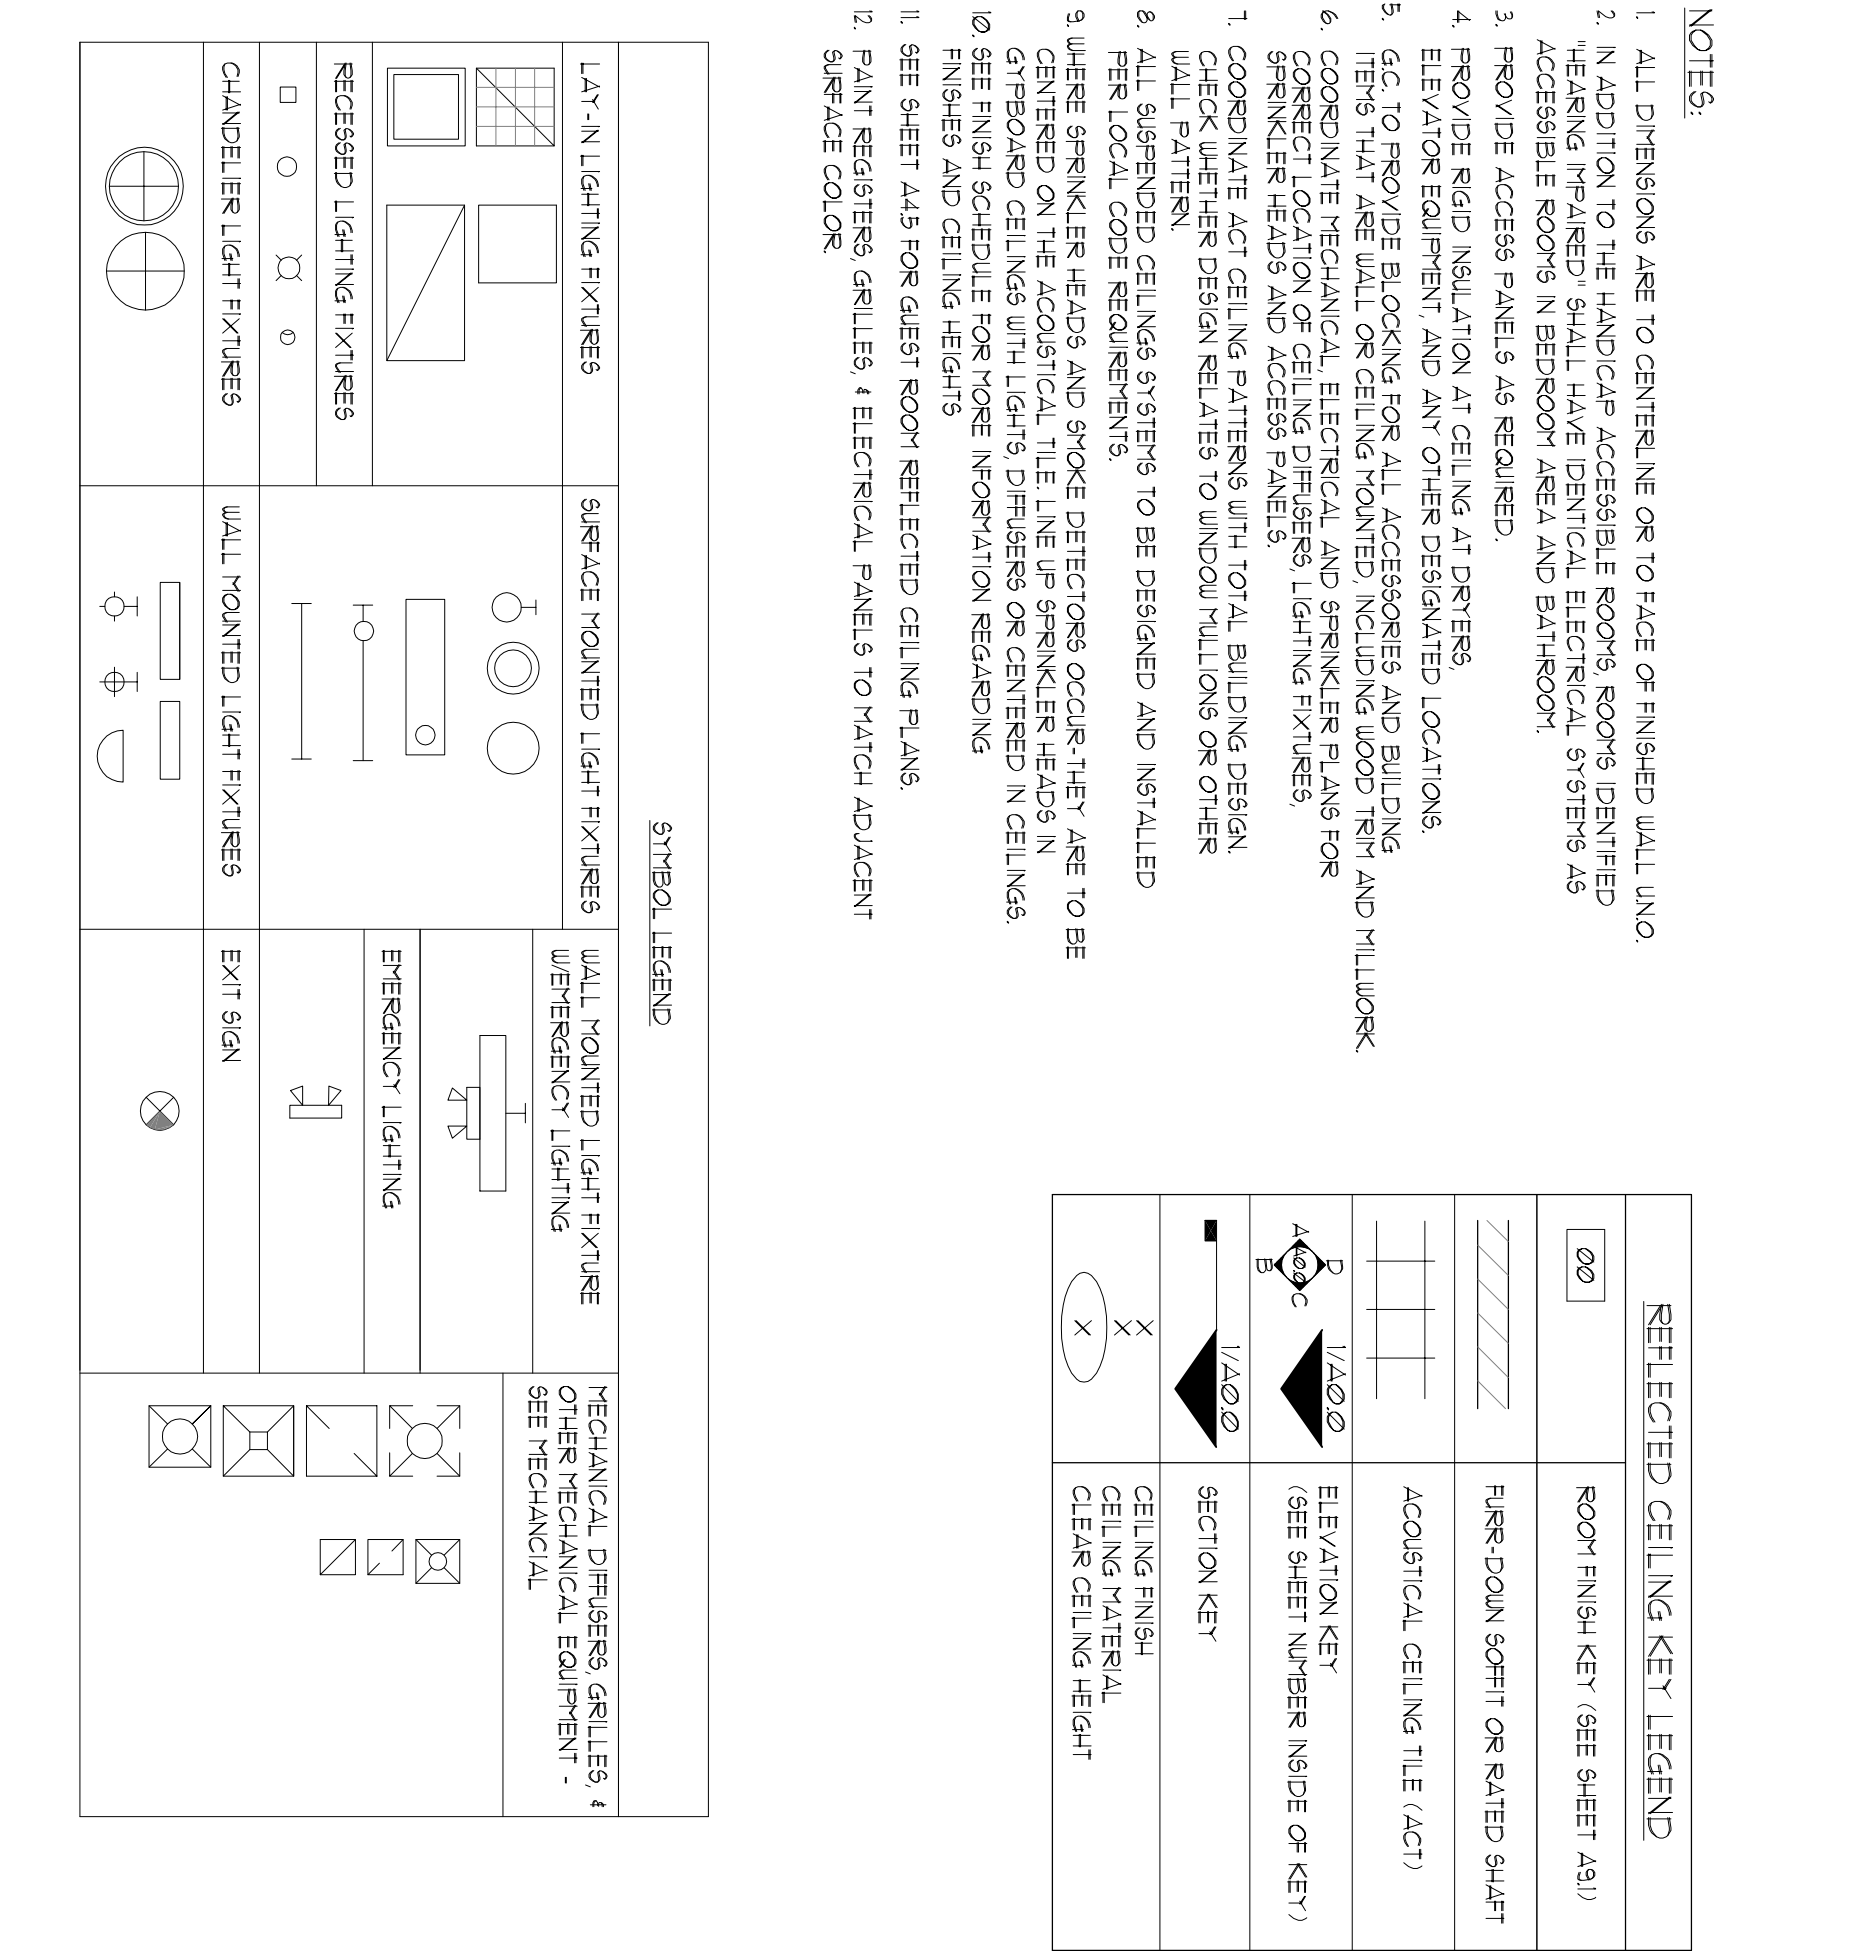 NOTES:
1. ALL DIMENSIONS ARE TO CENTERLINE OR TO FACE OF FINISHED WALL U.N.O.
2. IN ADDITION TO THE HANDICAP ACCESSIBLE ROOMS, ROOMS IDENTIFIED
"HEARING IMPAIRED" SHALL HAVE IDENTICAL ELECTRICAL SYSTEMS AS
ACCESSIBLE ROOMS IN BEDROOM AREA AND BATHROOM.
3. PROVIDE ACCESS PANELS AS REQUIRED.
4. PROVIDE RIGID INSULATION AT CEILING AT DRYERS,
ELEVATOR EQUIPMENT, AND ANY OTHER DESIGNATED LOCATIONS.
5. G.C. TO PROVIDE BLOCKING FOR ALL ACCESSORIES AND BUILDING
ITEMS THAT ARE WALL OR CEILING MOUNTED, INCLUDING WOOD TRIM AND MILLWORK.
6. COORDINATE MECHANICAL, ELECTRICAL AND SPRINKLER PLANS FOR
CORRECT LOCATION OF CEILING DIFFUSERS, LIGHTING FIXTURES,
SPRINKLER HEADS AND ACCESS PANELS.
7. COORDINATE ACT CEILING PATTERNS WITH TOTAL BUILDING DESIGN.
CHECK WHETHER DESIGN RELATES TO WINDOW MULLIONS OR OTHER
WALL PATTERN.
8. ALL SUSPENDED CEILINGS SYSTEMS TO BE DESIGNED AND INSTALLED
PER LOCAL CODE REQUIREMENTS.
9. WHERE SPRINKLER HEADS AND SMOKE DETECTORS OCCUR-THEY ARE TO BE
CENTERED ON THE ACOUSTICAL TILE. LINE UP SPRINKLER HEADS IN
GYPBOARD CEILINGS WITH LIGHTS, DIFFUSERS OR CENTERED IN CEILINGS.
10. SEE FINISH SCHEDULE FOR MORE INFORMATION REGARDING
FINISHES AND CEILING HEIGHTS
11. SEE SHEET A4.5 FOR GUEST ROOM REFLECTED CEILING PLANS.
12. PAINT REGISTERS, GRILLES, & ELECTRICAL PANELS TO MATCH ADJACENT
SURFACE COLOR.
REFLECTED CEILING KEY LEGEND
00
ROOM FINISH KEY (SEE SHEET A9.1)
FURR-DOWN SOFFIT OR RATED SHAFT
ACOUSTICAL CEILING TILE (ACT)
D
A A0.0 C
B
1/A0.0
ELEVATION KEY
(SEE SHEET NUMBER INSIDE OF KEY)
1/A0.0
SECTION KEY
X
X
X
CEILING FINISH
CEILING MATERIAL
CLEAR CEILING HEIGHT
SYMBOL LEGEND
LAY-IN LIGHTING FIXTURES
RECESSED LIGHTING FIXTURES
CHANDELIER LIGHT FIXTURES
SURFACE MOUNTED LIGHT FIXTURES
WALL MOUNTED LIGHT FIXTURES
WALL MOUNTED LIGHT FIXTURE
W/EMERGENCY LIGHTING
EMERGENCY LIGHTING
EXIT SIGN
MECHANICAL DIFFUSERS, GRILLES, &
OTHER MECHANICAL EQUIPMENT -
SEE MECHANCIAL